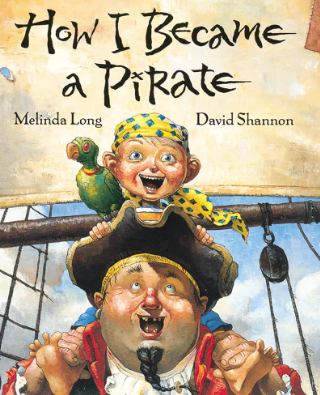 How I Became
a Pirate
Melinda Long David Shannon